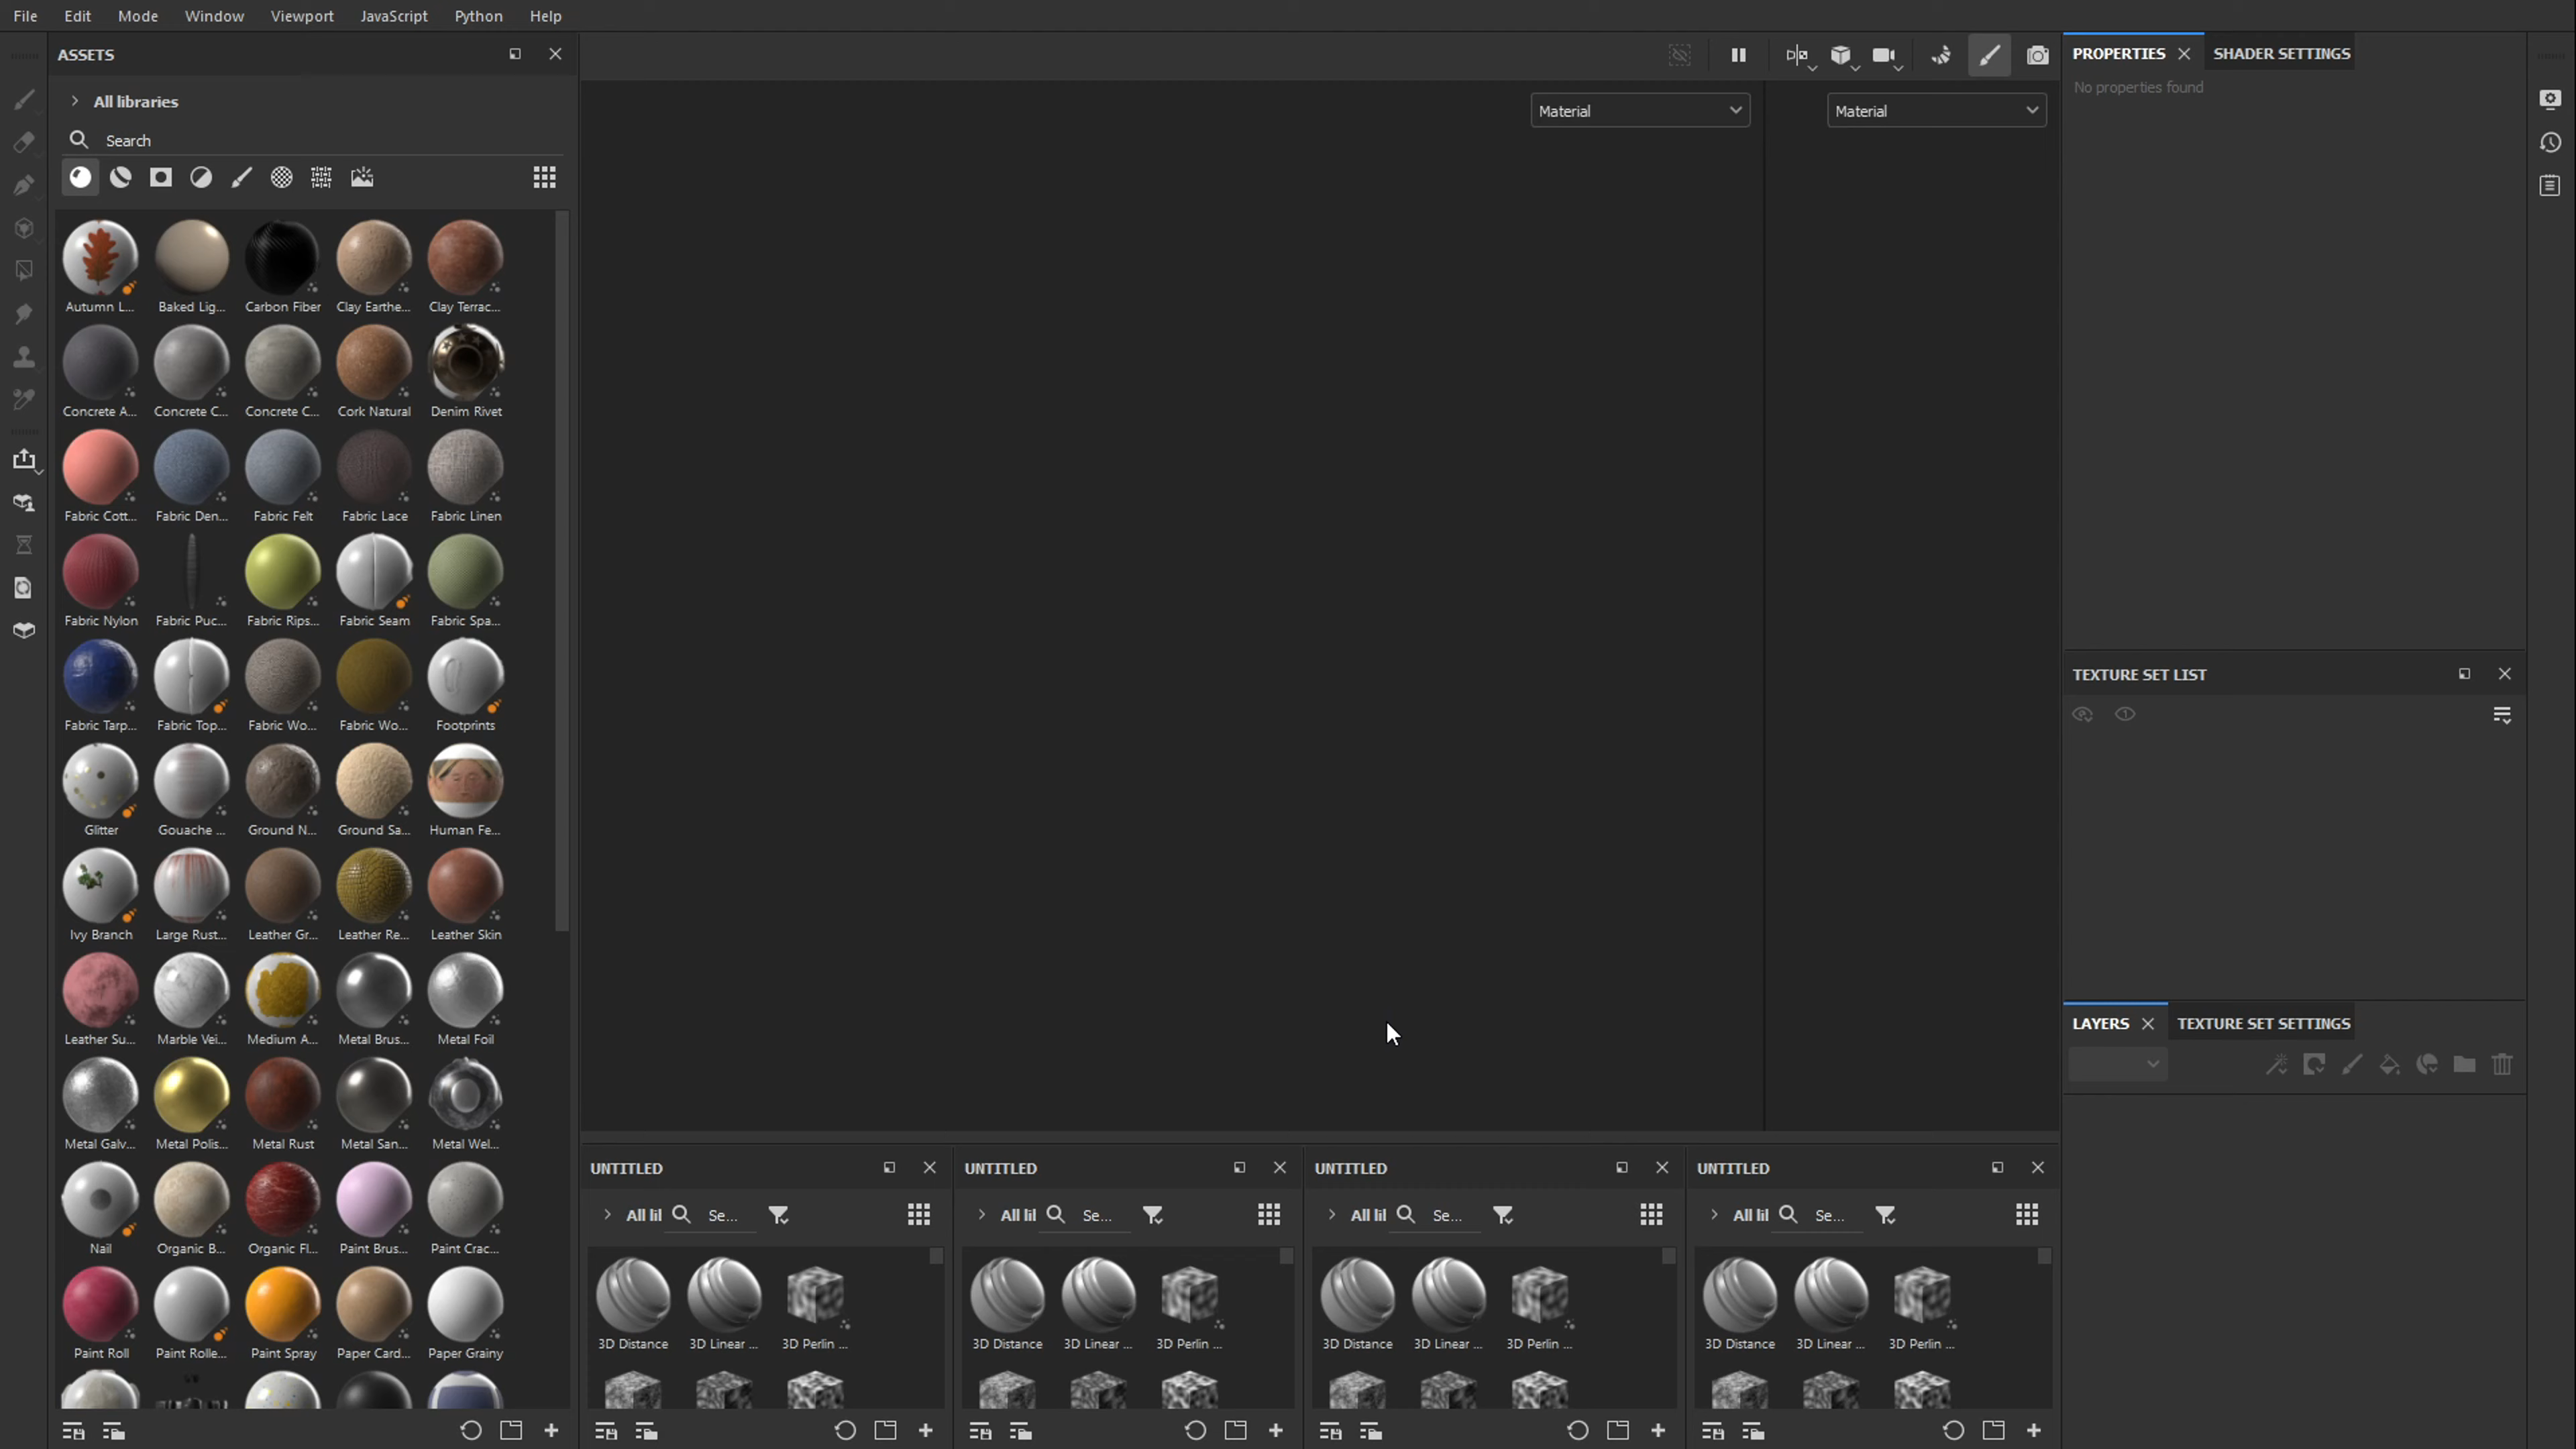 File Edit Mode Window Viewport JavaScript Python Help
ASSETS
All libraries
Search
Autumn L... Baked Lig... Carbon Fiber Clay Earthe... Clay Terrac...
Concrete A... Concrete C... Concrete C... Cork Natural Denim Rivet
Fabric Cott... Fabric Den... Fabric Felt Fabric Lace Fabric Linen
Fabric Nylon Fabric Puc... Fabric Rips... Fabric Seam Fabric Spa...
Fabric Tarp... Fabric Top... Fabric Wo... Fabric Wo... Footprints
Glitter Gouache ... Ground N... Ground Sa... Human Fe...
Ivy Branch Large Rust... Leather Gr... Leather Re... Leather Skin
Leather Su... Marble Vei... Medium A... Metal Brus... Metal Foil
Metal Galv... Metal Polis... Metal Rust Metal San... Metal Wel...
Nail Organic B... Organic Fl... Paint Brus... Paint Crac...
Paint Roll Paint Rolle... Paint Spray Paper Card... Paper Grainy
Material Material
UNTITLED UNTITLED UNTITLED UNTITLED
All lil Se... All lil Se... All lil Se... All lil Se...
3D Distance 3D Linear ... 3D Perlin ... 3D Distance 3D Linear ... 3D Perlin ... 3D Distance 3D Linear ... 3D Perlin ... 3D Distance 3D Linear ... 3D Perlin ...
PROPERTIES SHADER SETTINGS
No properties found
TEXTURE SET LIST
LAYERS TEXTURE SET SETTINGS